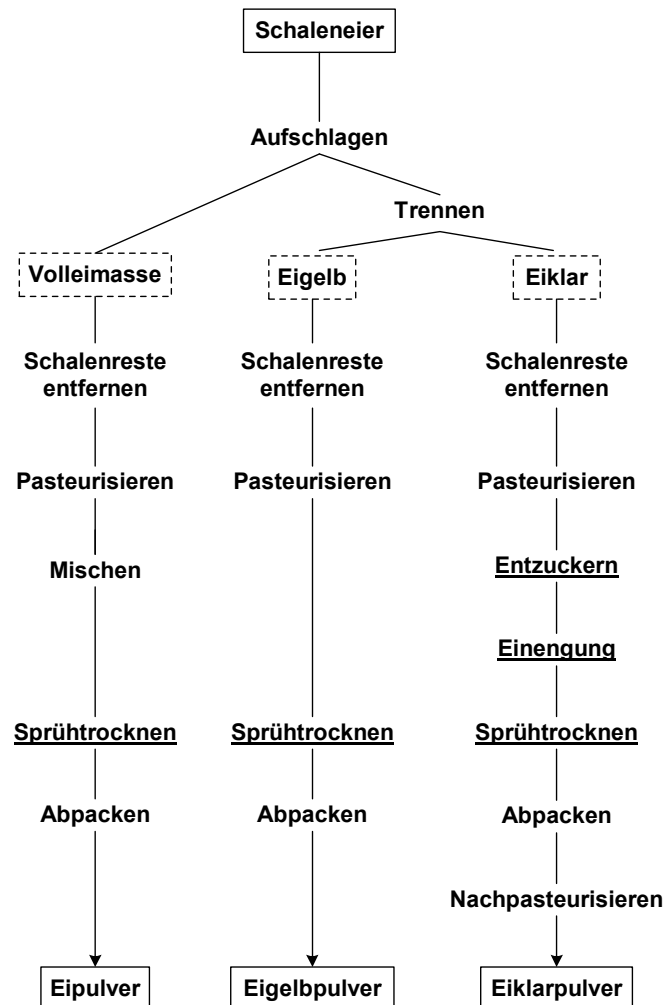 Schaleneier
Aufschlagen
Trennen
Volleimasse
Eigelb
Eiklar
Schalenreste
entfernen
Schalenreste
entfernen
Schalenreste
entfernen
Pasteurisieren
Pasteurisieren
Pasteurisieren
Mischen
Entzuckern
Einengung
Sprühtrocknen
Sprühtrocknen
Sprühtrocknen
Abpacken
Abpacken
Abpacken
Nachpasteurisieren
Eipulver
Eigelbpulver
Eiklarpulver